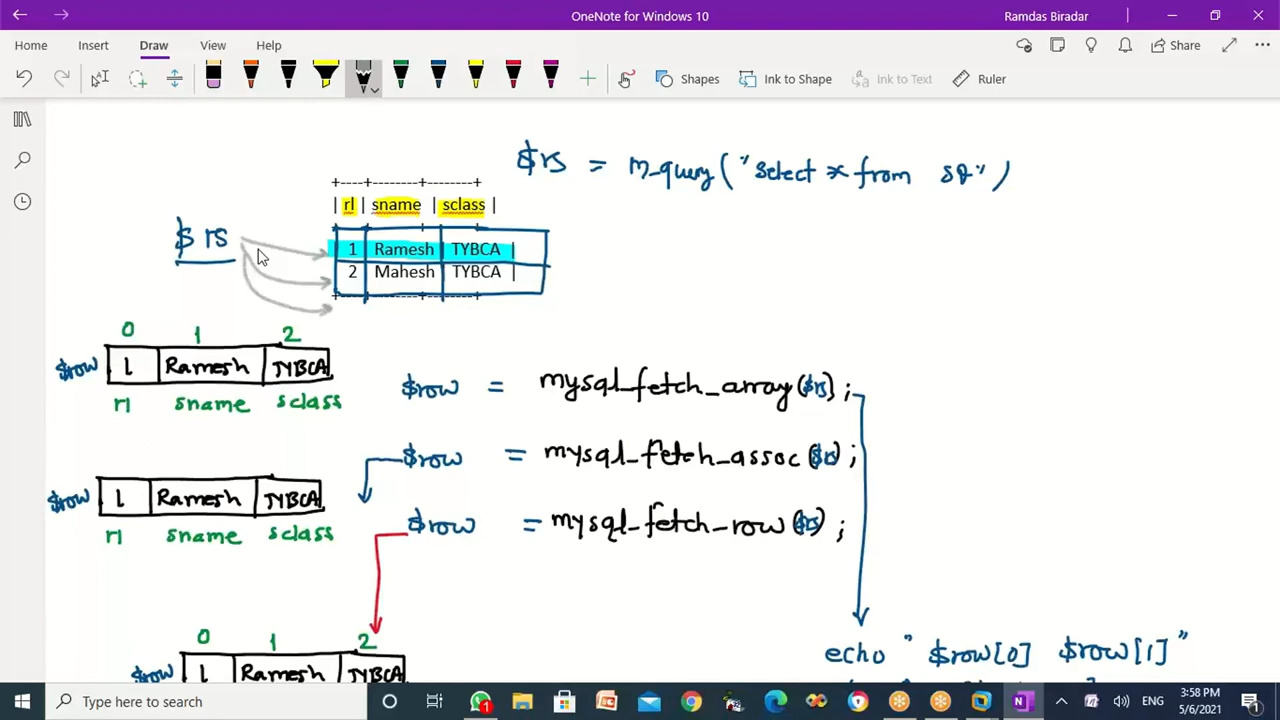 OneNote for Windows 10
Ramdas Biradar
Home Insert Draw View Help
Share
Shapes Ink to Shape Ink to Text Ruler
$rs = m_query("select * from st")
+----+--------+--------+
| rl | sname | sclass |
$rs
1 Ramesh TYBCA |
2 Mahesh TYBCA |
+----+--------+--------+
0 1 2
$row 1 Ramesh TYBCA
rl sname sclass
$row = mysql_fetch_array($rs);
$row = mysql_fetch_assoc($rs);
$row 1 Ramesh TYBCA
rl sname sclass
$row = mysql_fetch_row($rs);
0 1 2
$row 1 Ramesh TYBCA
echo " $row[0] $row[1] "
Type here to search
1
ENG
3:58 PM
5/6/2021
1